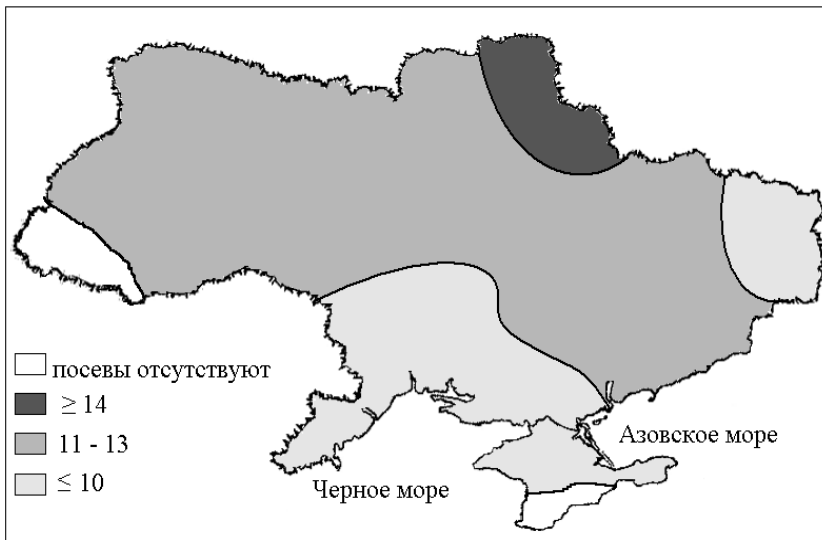 посевы отсутствуют
≥ 14
11 - 13
≤ 10
Азовское море
Черное море